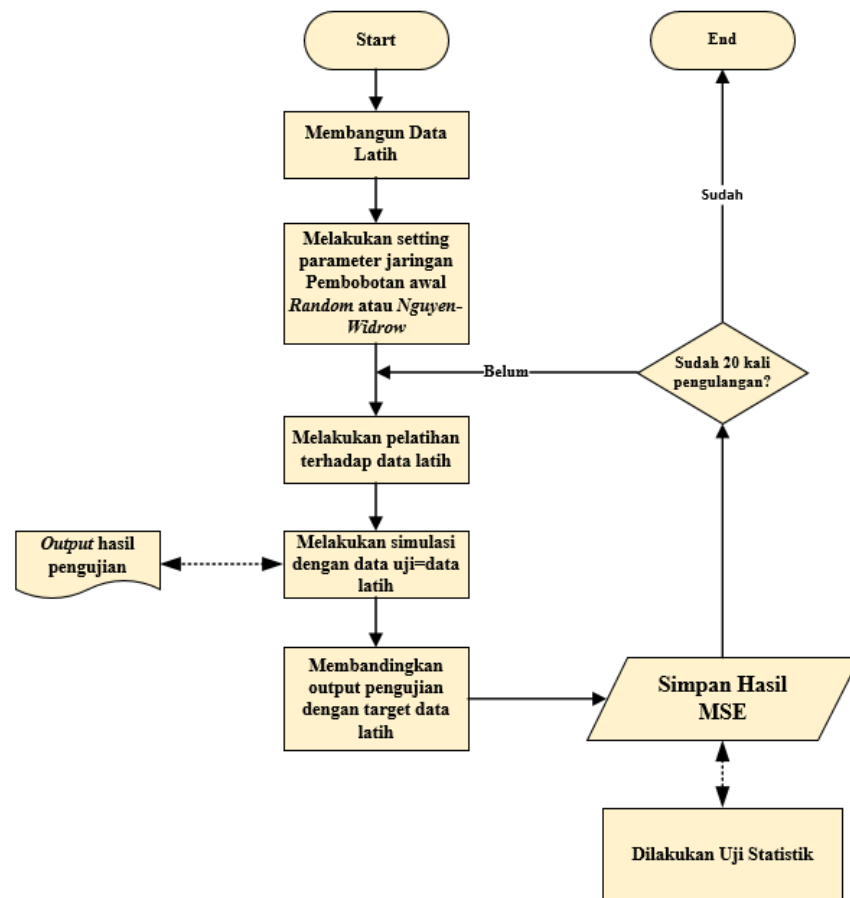 Start
End
Membangun Data
Latih
Sudah
Melakukan setting
parameter jaringan
Pembobotan awal
Random atau Nguyen-
Widrow
Sudah 20 kali
pengulangan?
Belum
Melakukan pelatihan
terhadap data latih
Output hasil
pengujian
Melakukan simulasi
dengan data uji=data
latih
Membandingkan
output pengujian
dengan target data
latih
Simpan Hasil
MSE
Dilakukan Uji Statistik